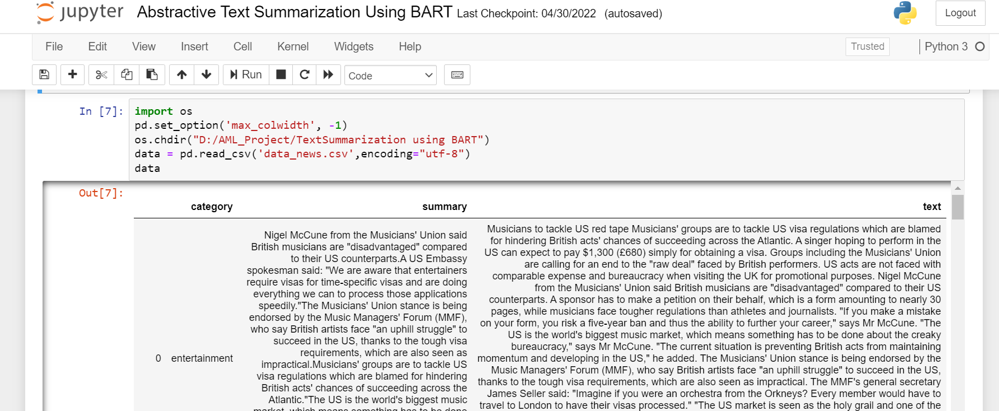 jupyter Abstractive Text Summarization Using BART Last Checkpoint: 04/30/2022 (autosaved)
Logout
File Edit View Insert Cell Kernel Widgets Help
Trusted
Python 3
Run
Code
In [7]:
import os
pd.set_option('max_colwidth', -1)
os.chdir("D:/AML_Project/TextSummarization using BART")
data = pd.read_csv('data_news.csv',encoding="utf-8")
data
Out[7]:
category summary text
0 entertainment
Nigel McCune from the Musicians' Union said
British musicians are "disadvantaged" compared
to their US counterparts.A US Embassy
spokesman said: "We are aware that entertainers
require visas for time-specific visas and are doing
everything we can to process those applications
speedily."The Musicians' Union stance is being
endorsed by the Music Managers' Forum (MMF),
who say British artists face "an uphill struggle" to
succeed in the US, thanks to the tough visa
requirements, which are also seen as
impractical.Musicians' groups are to tackle US
visa regulations which are blamed for hindering
British acts' chances of succeeding across the
Atlantic."The US is the world's biggest music
market, which means something has to be done
Musicians to tackle US red tape Musicians' groups are to tackle US visa regulations which are blamed
for hindering British acts' chances of succeeding across the Atlantic. A singer hoping to perform in the
US can expect to pay $1,300 (£680) simply for obtaining a visa. Groups including the Musicians' Union
are calling for an end to the "raw deal" faced by British performers. US acts are not faced with
comparable expense and bureaucracy when visiting the UK for promotional purposes. Nigel McCune
from the Musicians' Union said British musicians are "disadvantaged" compared to their US
counterparts. A sponsor has to make a petition on their behalf, which is a form amounting to nearly 30
pages, while musicians face tougher regulations than athletes and journalists. "If you make a mistake
on your form, you risk a five-year ban and thus the ability to further your career," says Mr McCune. "The
US is the world's biggest music market, which means something has to be done about the creaky
bureaucracy," says Mr McCune. "The current situation is preventing British acts from maintaining
momentum and developing in the US," he added. The Musicians' Union stance is being endorsed by the
Music Managers' Forum (MMF), who say British artists face "an uphill struggle" to succeed in the US,
thanks to the tough visa requirements, which are also seen as impractical. The MMF's general secretary
James Seller said: "Imagine if you were an orchestra from the Orkneys? Every member would have to
travel to London to have their visas processed." "The US market is seen as the holy grail and one of the